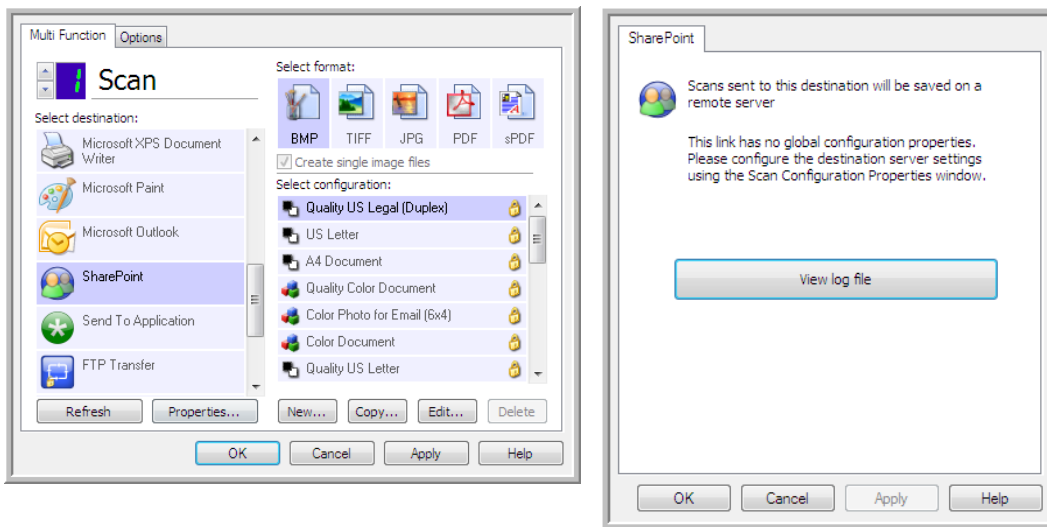 Multi Function
Options
1
Scan
Select destination:
Microsoft XPS Document
Writer
Microsoft Paint
Microsoft Outlook
SharePoint
Send To Application
FTP Transfer
Refresh
Properties...
Select format:
BMP
TIFF
JPG
PDF
sPDF
Create single image files
Select configuration:
Quality US Legal (Duplex)
US Letter
A4 Document
Quality Color Document
Color Photo for Email (6x4)
Color Document
Quality US Letter
New...
Copy...
Edit...
Delete
OK
Cancel
Apply
Help
SharePoint
Scans sent to this destination will be saved on a
remote server
This link has no global configuration properties.
Please configure the destination server settings
using the Scan Configuration Properties window.
View log file
OK
Cancel
Apply
Help